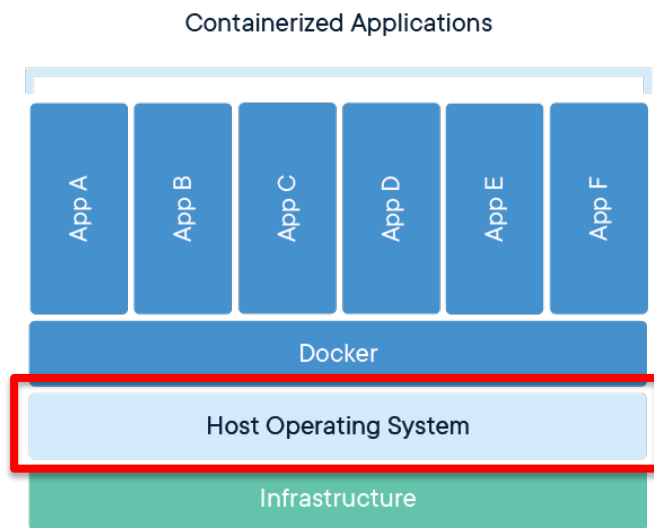 Containerized Applications
App A
App B
App C
App D
App E
App F
Docker
Host Operating System
Infrastructure